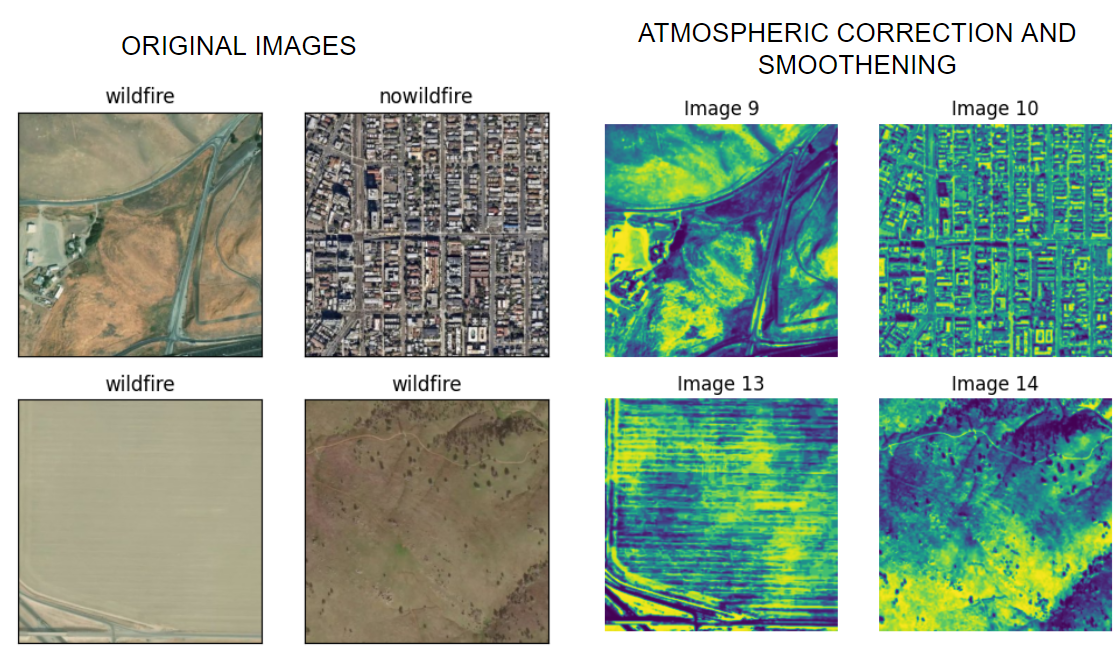 ORIGINAL IMAGES
ATMOSPHERIC CORRECTION AND
SMOOTHENING
wildfire
nowildfire
Image 9
Image 10
wildfire
wildfire
Image 13
Image 14